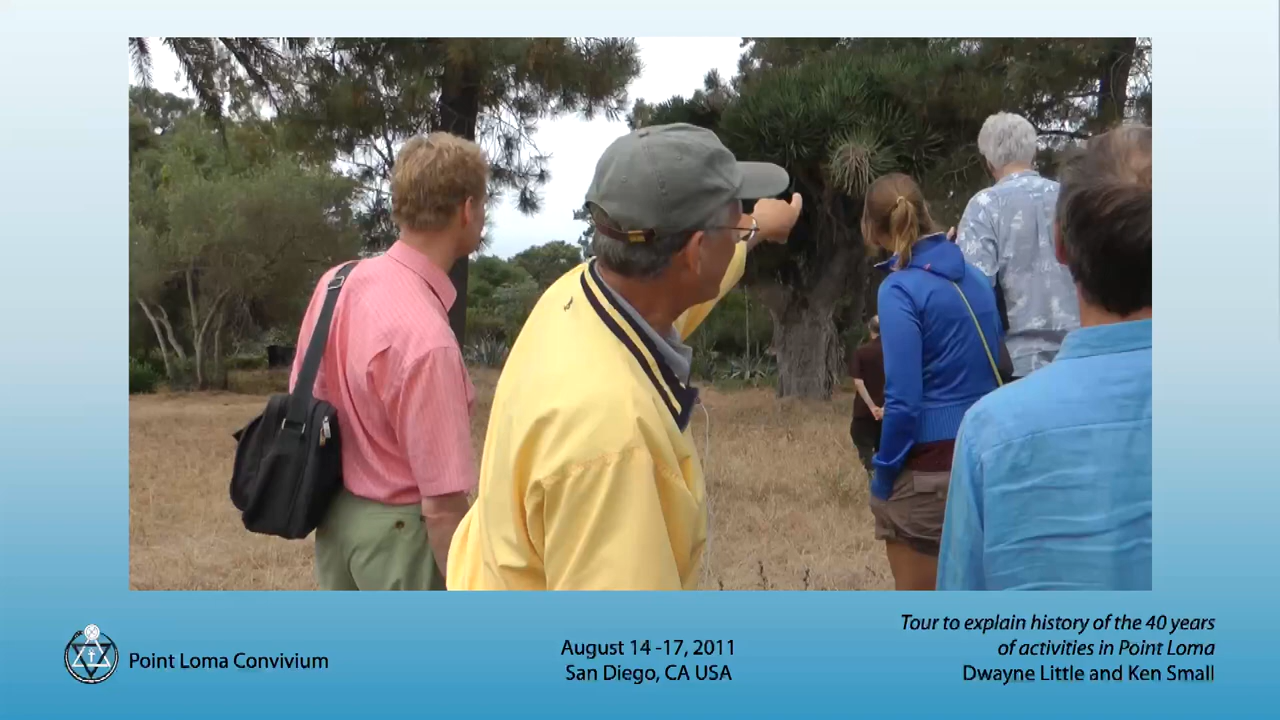 Point Loma Convivium
August 14 -17, 2011
San Diego, CA USA
Tour to explain history of the 40 years
of activities in Point Loma
Dwayne Little and Ken Small